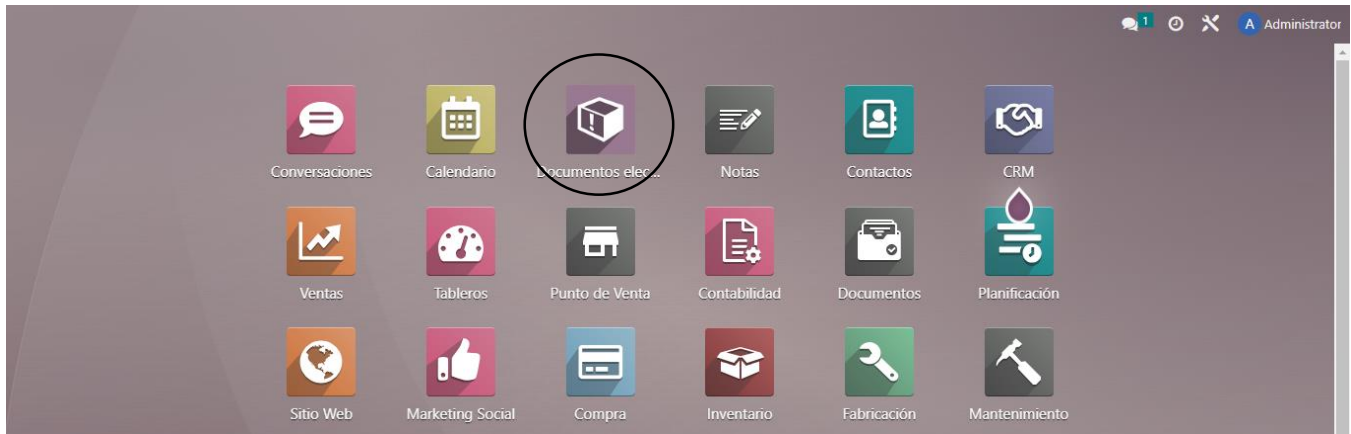 1
A Administrator
Conversaciones Calendario Documentos elec... Notas Contactos CRM
Ventas Tableros Punto de Venta Contabilidad Documentos Planificación
Sitio Web Marketing Social Compra Inventario Fabricación Mantenimiento